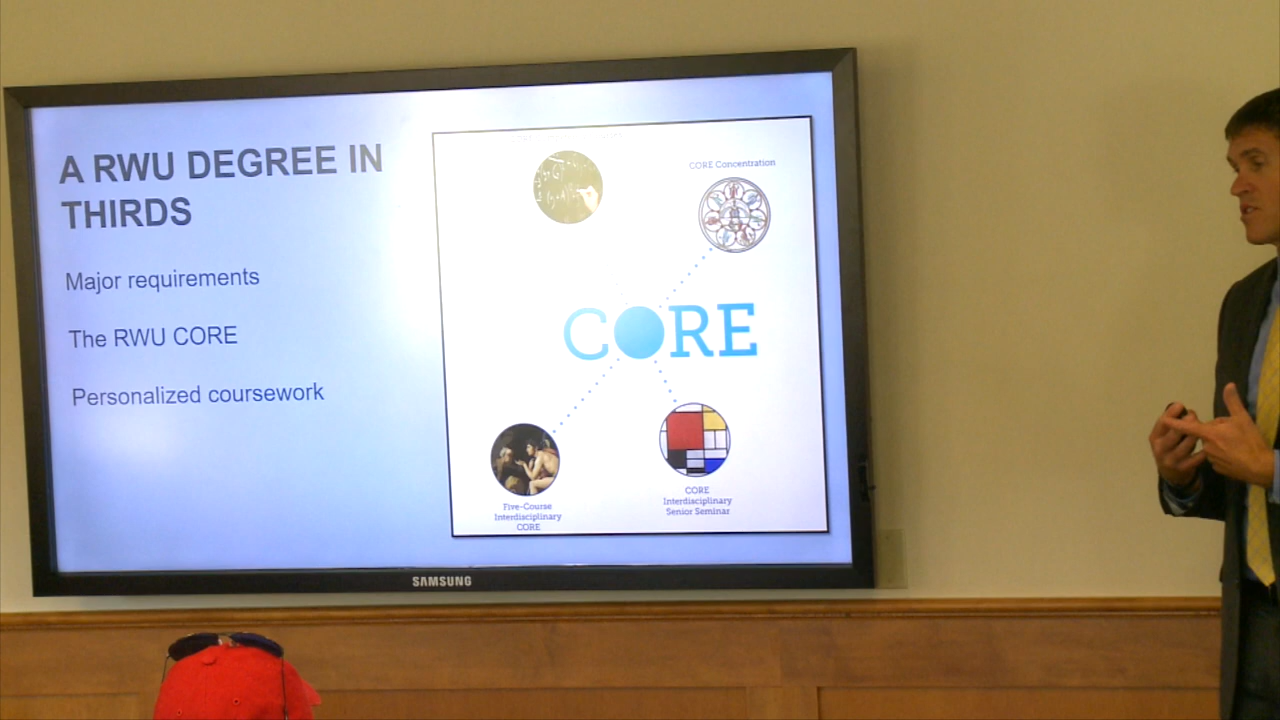 A RWU DEGREE IN
THIRDS
Major requirements
The RWU CORE
Personalized coursework
CORE Concentration
CORE
Five-Course
Interdisciplinary
CORE
CORE
Interdisciplinary
Senior Seminar
SAMSUNG